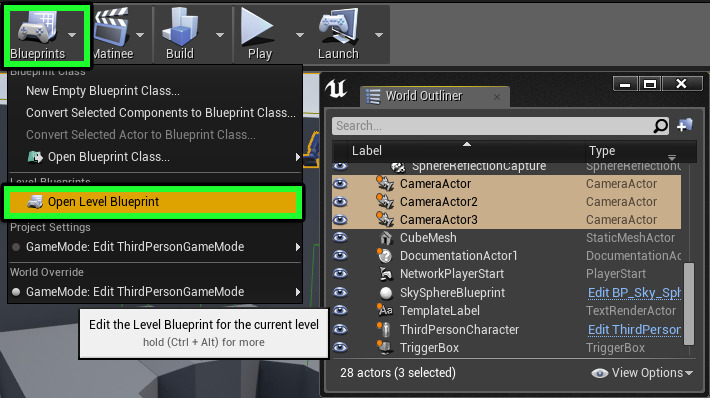 Blueprints
Matinee
Build
Play
Launch
Blueprint Class
New Empty Blueprint Class...
Convert Selected Components to Blueprint Class...
Convert Selected Actor to Blueprint Class...
Open Blueprint Class...
Level Blueprints
Open Level Blueprint
Project Settings
GameMode: Edit ThirdPersonGameMode
World Override
GameMode: Edit ThirdPersonGameMode
Edit the Level Blueprint for the current level
hold (Ctrl + Alt) for more
World Outliner
Search...
Label Type
SphereReflectionCapture SphereReflectionC
CameraActor CameraActor
CameraActor2 CameraActor
CameraActor3 CameraActor
CubeMesh StaticMeshActor
DocumentationActor1 DocumentationAc
NetworkPlayerStart PlayerStart
SkySphereBlueprint Edit BP_Sky_Sph
TemplateLabel TextRenderActor
ThirdPersonCharacter Edit ThirdPerson
TriggerBox TriggerBox
28 actors (3 selected) View Options